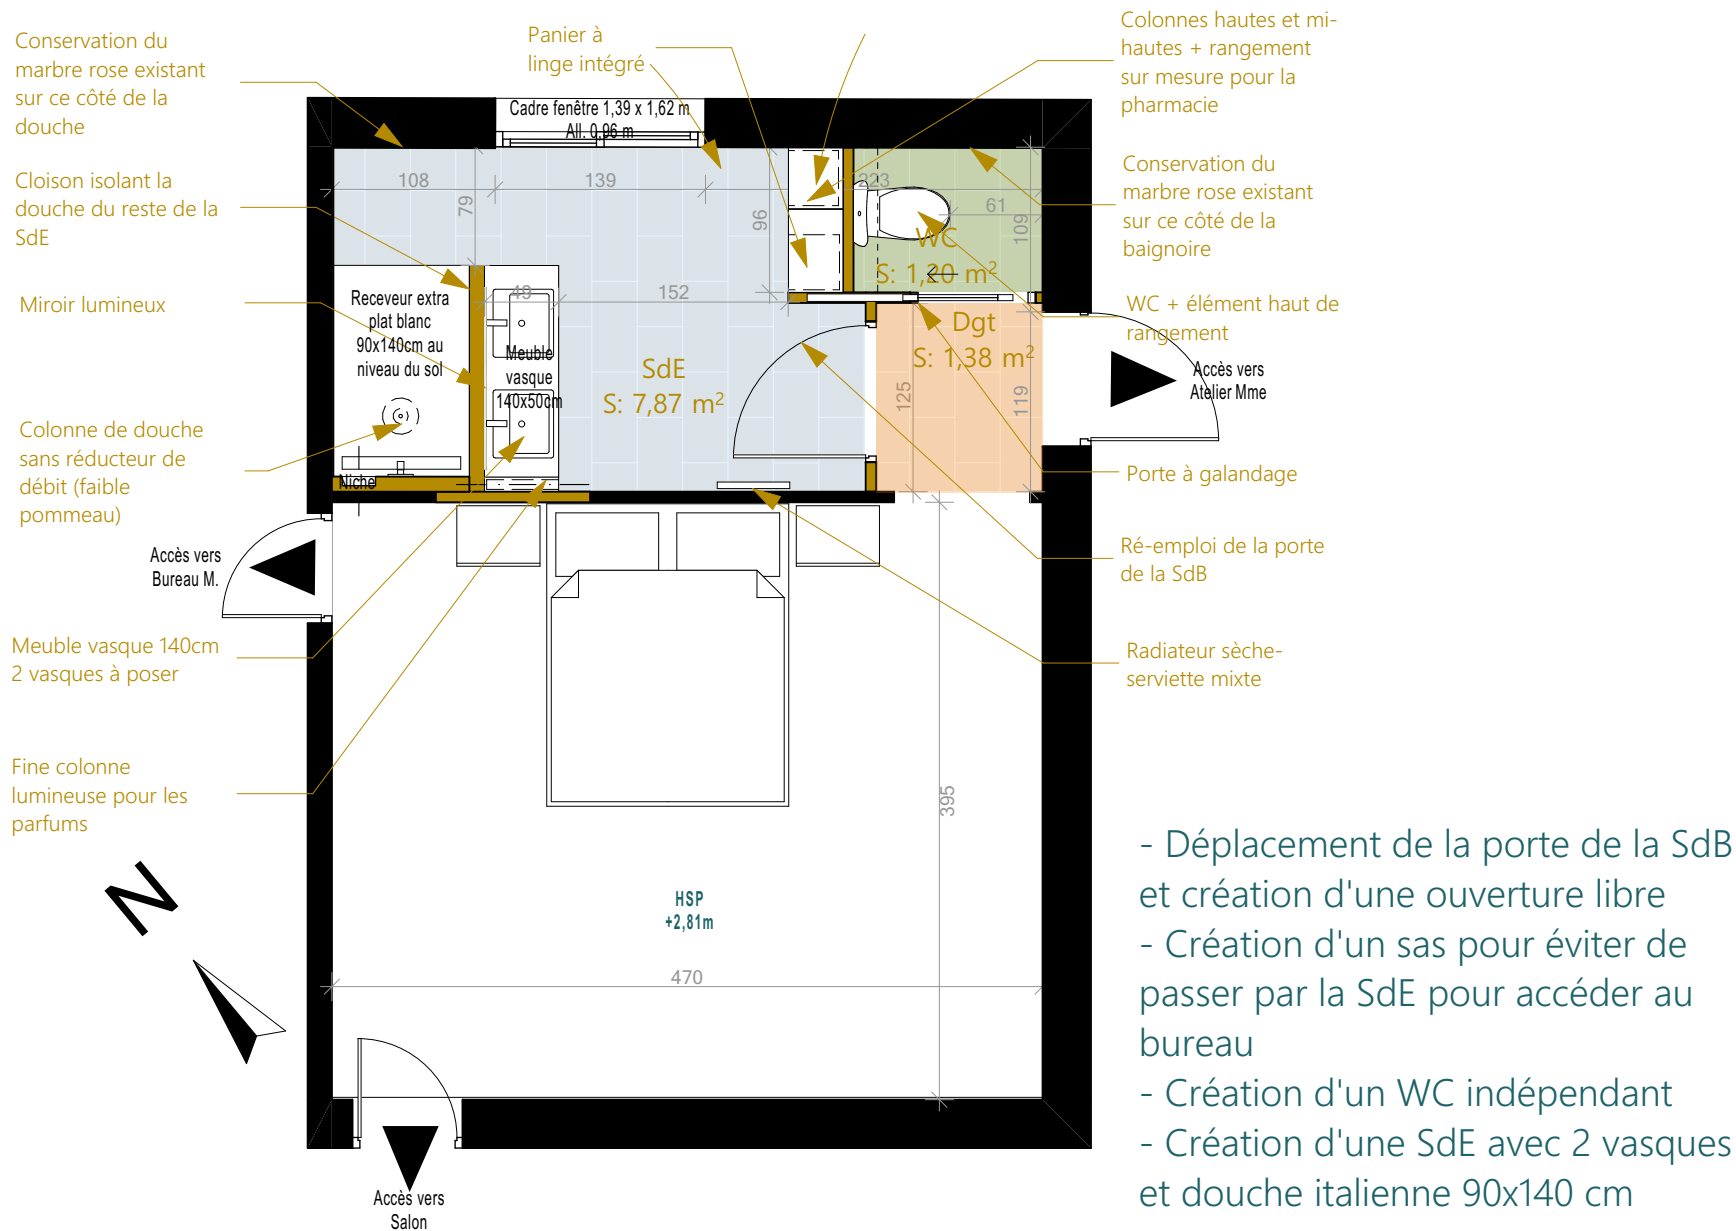 Conservation du
marbre rose existant
sur ce côté de la
douche
Cloison isolant la
douche du reste de la
SdE
Miroir lumineux
Colonne de douche
sans réducteur de
débit (faible
pommeau)
Accès vers
Bureau M.
Meuble vasque 140cm
2 vasques à poser
Fine colonne
lumineuse pour les
parfums
N
Panier à
linge intégré
Cadre fenêtre 1,39 x 1,62 m
All. 0,96 m
108
139
223
79
96
61
109
WC
S: 1,20 m²
49
152
Receveur extra
plat blanc
90x140cm au
niveau du sol
Meuble
vasque
140x50cm
SdE
S: 7,87 m²
Dgt
S: 1,38 m²
125
119
Niche
395
HSP
+2,81m
470
Accès vers
Salon
Colonnes hautes et mi-
hautes + rangement
sur mesure pour la
pharmacie
Conservation du
marbre rose existant
sur ce côté de la
baignoire
WC + élément haut de
rangement
Accès vers
Atelier Mme
Porte à galandage
Ré-emploi de la porte
de la SdB
Radiateur sèche-
serviette mixte
- Déplacement de la porte de la SdB
et création d'une ouverture libre
- Création d'un sas pour éviter de
passer par la SdE pour accéder au
bureau
- Création d'un WC indépendant
- Création d'une SdE avec 2 vasques
et douche italienne 90x140 cm